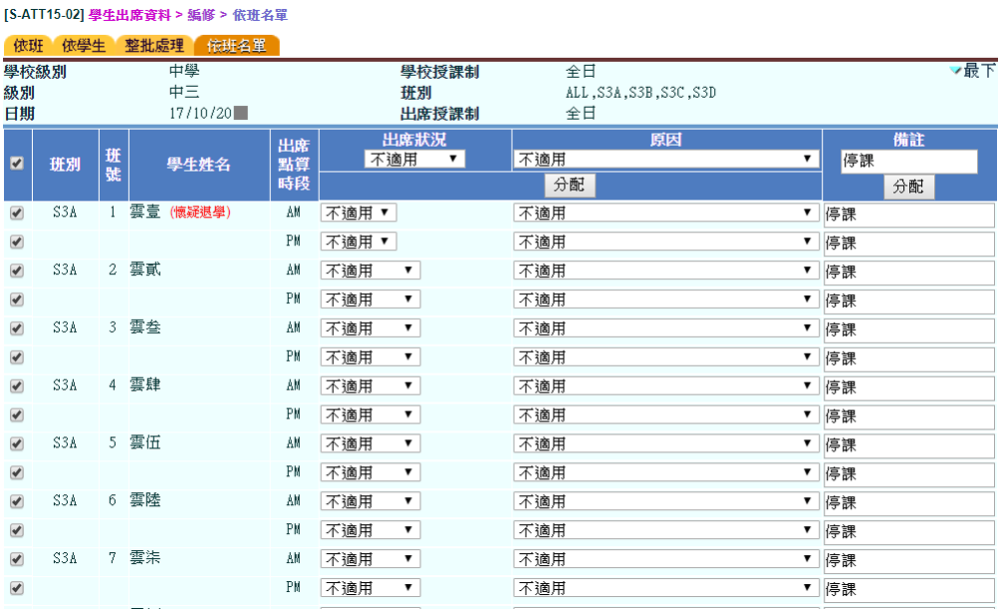 [S-ATT15-02] 學生出席資料 > 編修 > 依班名單
依班 依學生 整批處理 依班名單
學校級別 中學 學校授課制 全日 最下
級別 中三 班別 ALL,S3A,S3B,S3C,S3D
日期 17/10/20 出席授課制 全日
班別 班號 學生姓名 出席點算時段 出席狀況 原因 備註
不適用 不適用 停課
分配 分配
S3A 1 雲壹 (懷疑退學) AM 不適用 不適用 停課
PM 不適用 不適用 停課
S3A 2 雲貳 AM 不適用 不適用 停課
PM 不適用 不適用 停課
S3A 3 雲叁 AM 不適用 不適用 停課
PM 不適用 不適用 停課
S3A 4 雲肆 AM 不適用 不適用 停課
PM 不適用 不適用 停課
S3A 5 雲伍 AM 不適用 不適用 停課
PM 不適用 不適用 停課
S3A 6 雲陸 AM 不適用 不適用 停課
PM 不適用 不適用 停課
S3A 7 雲柒 AM 不適用 不適用 停課
PM 不適用 不適用 停課